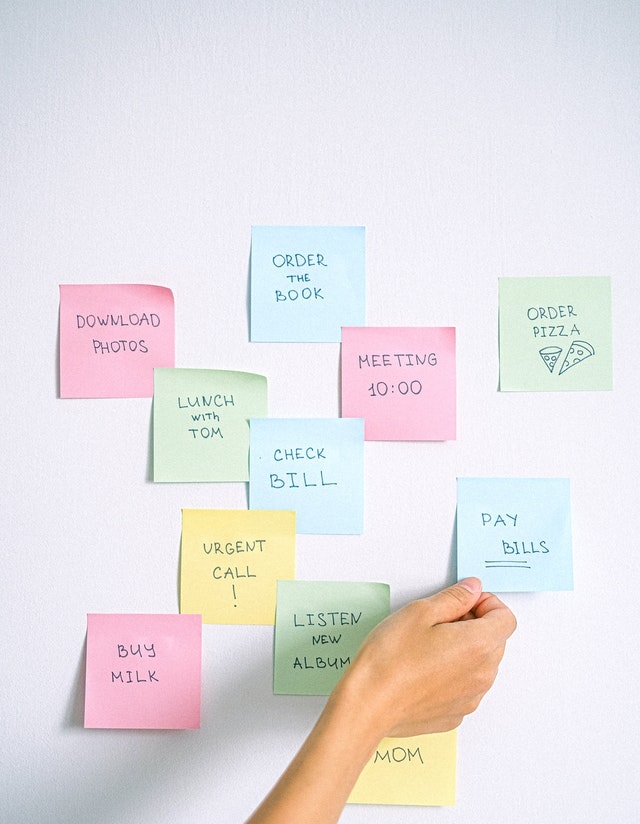 ORDER
THE
BOOK
DOWNLOAD
PHOTOS
ORDER
PIZZA
MEETING
10:00
LUNCH
with
TOM
CHECK
BILL
PAY
BILLS
URGENT
CALL
!
LISTEN
NEW
ALBUM
BUY
MILK
MOM